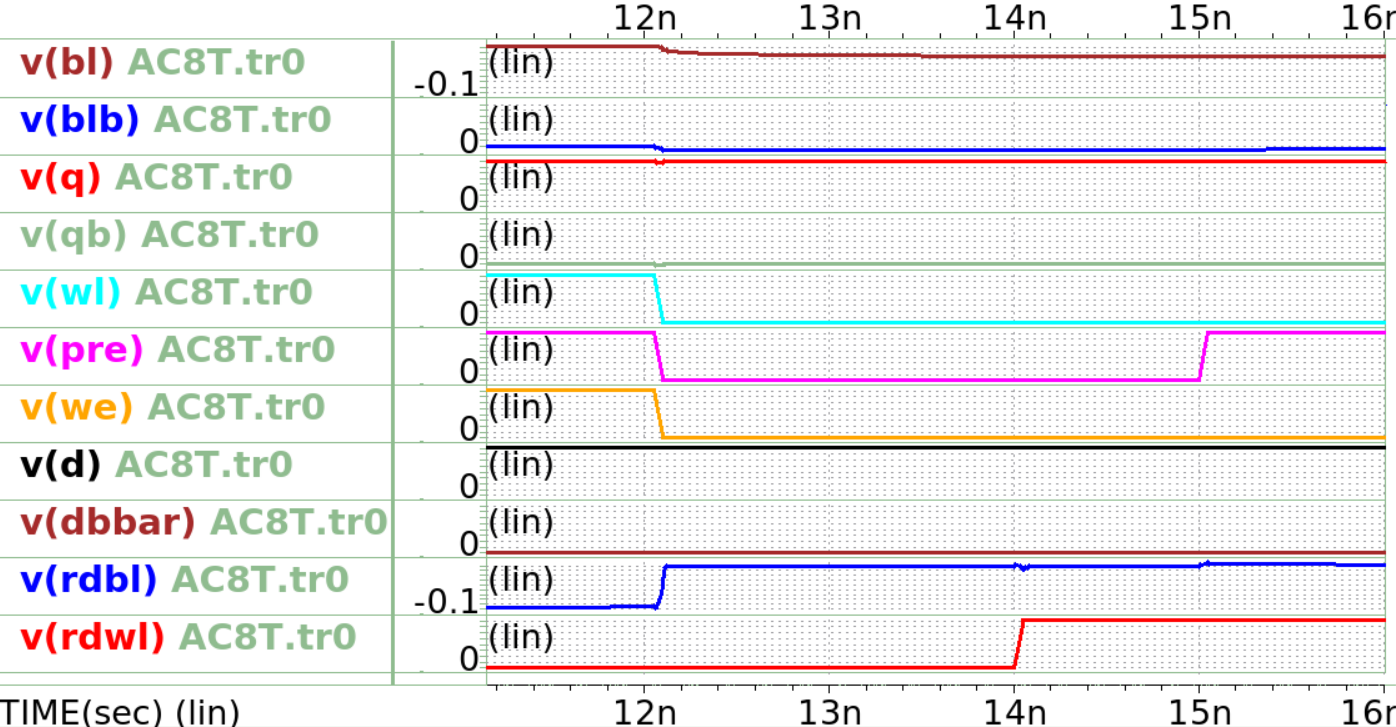 12n 13n 14n 15n 16n
v(bl) AC8T.tr0 -0.1 (lin)
v(blb) AC8T.tr0 0 (lin)
v(q) AC8T.tr0 0 (lin)
v(qb) AC8T.tr0 0 (lin)
v(wl) AC8T.tr0 0 (lin)
v(pre) AC8T.tr0 0 (lin)
v(we) AC8T.tr0 0 (lin)
v(d) AC8T.tr0 0 (lin)
v(dbbar) AC8T.tr0 0 (lin)
v(rdbl) AC8T.tr0 -0.1 (lin)
v(rdwl) AC8T.tr0 0 (lin)
TIME(sec) (lin) 12n 13n 14n 15n 16n